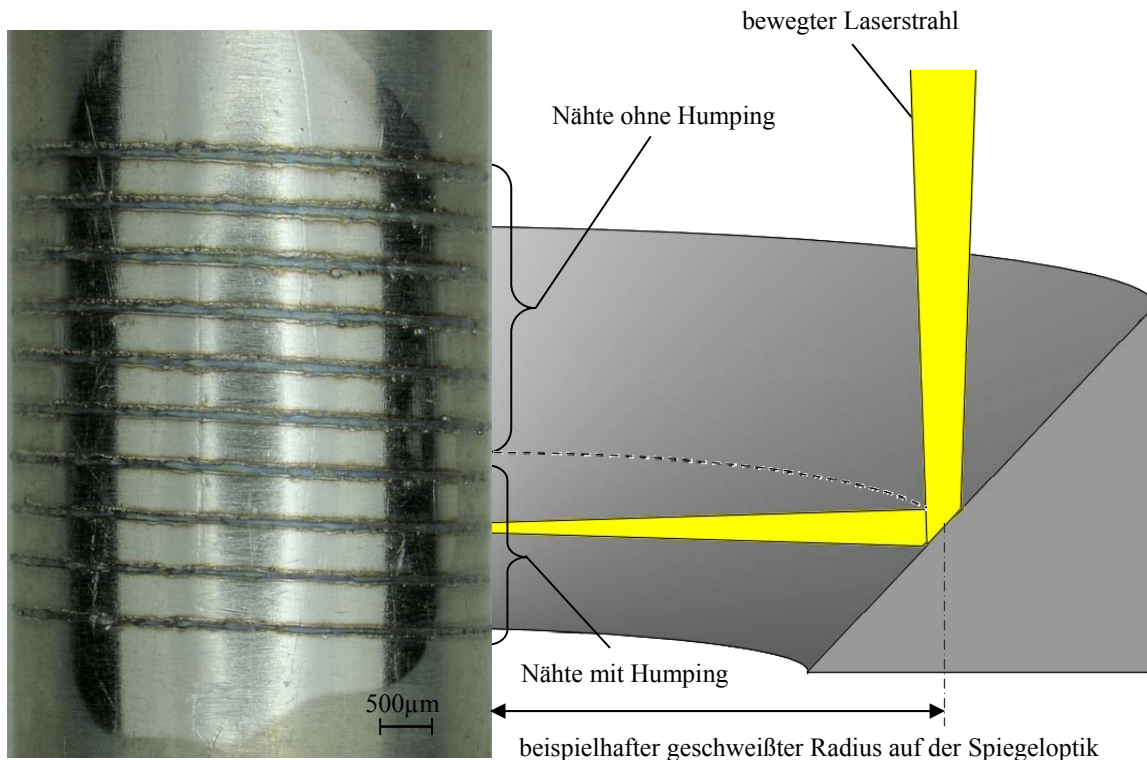 bewegter Laserstrahl
Nähte ohne Humping
Nähte mit Humping
500µm
beispielhafter geschweißter Radius auf der Spiegeloptik